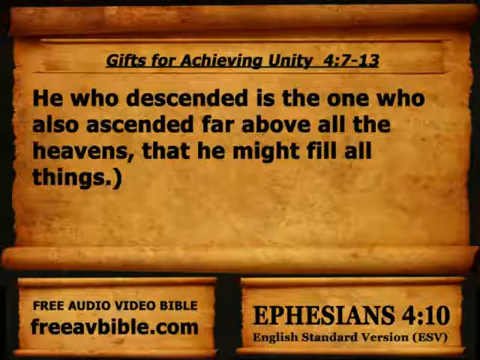 Gifts for Achieving Unity 4:7-13
He who descended is the one who
also ascended far above all the
heavens, that he might fill all
things.)
FREE AUDIO VIDEO BIBLE
freeavbible.com
EPHESIANS 4:10
English Standard Version (ESV)